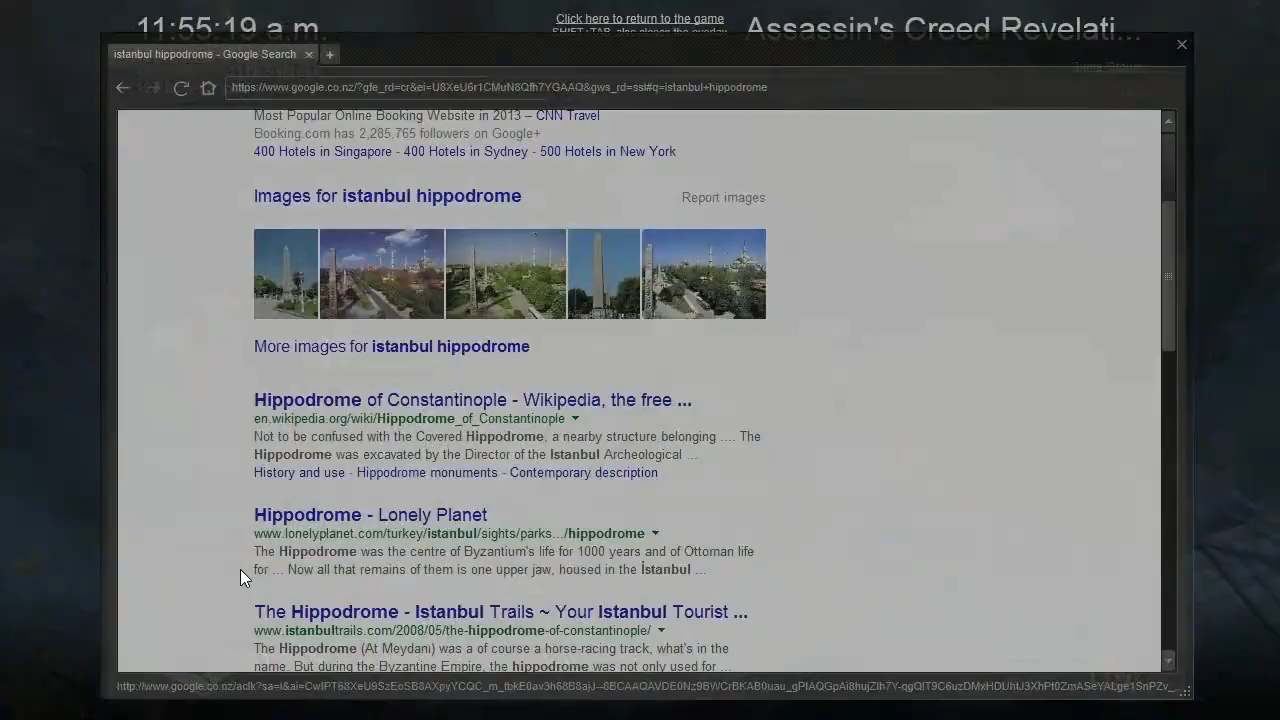 11:55:19 a.m.
Click here to return to the game
SHIFT+TAB also closes the overlay
Assassin's Creed Revelati...
istanbul hippodrome - Google Search
https://www.google.co.nz/?gfe_rd=cr&ei=U8XeU6r1CMuN8Qfh7YGAAQ&gws_rd=ssl#q=istanbul+hippodrome
Most Popular Online Booking Website in 2013 – CNN Travel
Booking.com has 2,285,765 followers on Google+
400 Hotels in Singapore - 400 Hotels in Sydney - 500 Hotels in New York
Images for istanbul hippodrome
Report images
More images for istanbul hippodrome
Hippodrome of Constantinople - Wikipedia, the free ...
en.wikipedia.org/wiki/Hippodrome_of_Constantinople
Not to be confused with the Covered Hippodrome, a nearby structure belonging .... The
Hippodrome was excavated by the Director of the Istanbul Archeological ...
History and use - Hippodrome monuments - Contemporary description
Hippodrome - Lonely Planet
www.lonelyplanet.com/turkey/istanbul/sights/parks.../hippodrome
The Hippodrome was the centre of Byzantium's life for 1000 years and of Ottoman life
for ... Now all that remains of them is one upper jaw, housed in the İstanbul ...
The Hippodrome - Istanbul Trails ~ Your Istanbul Tourist ...
www.istanbultrails.com/2008/05/the-hippodrome-of-constantinople/
The Hippodrome (At Meydanı) was a of course a horse-racing track, what's in the
name. But during the Byzantine Empire, the hippodrome was not only used for ...